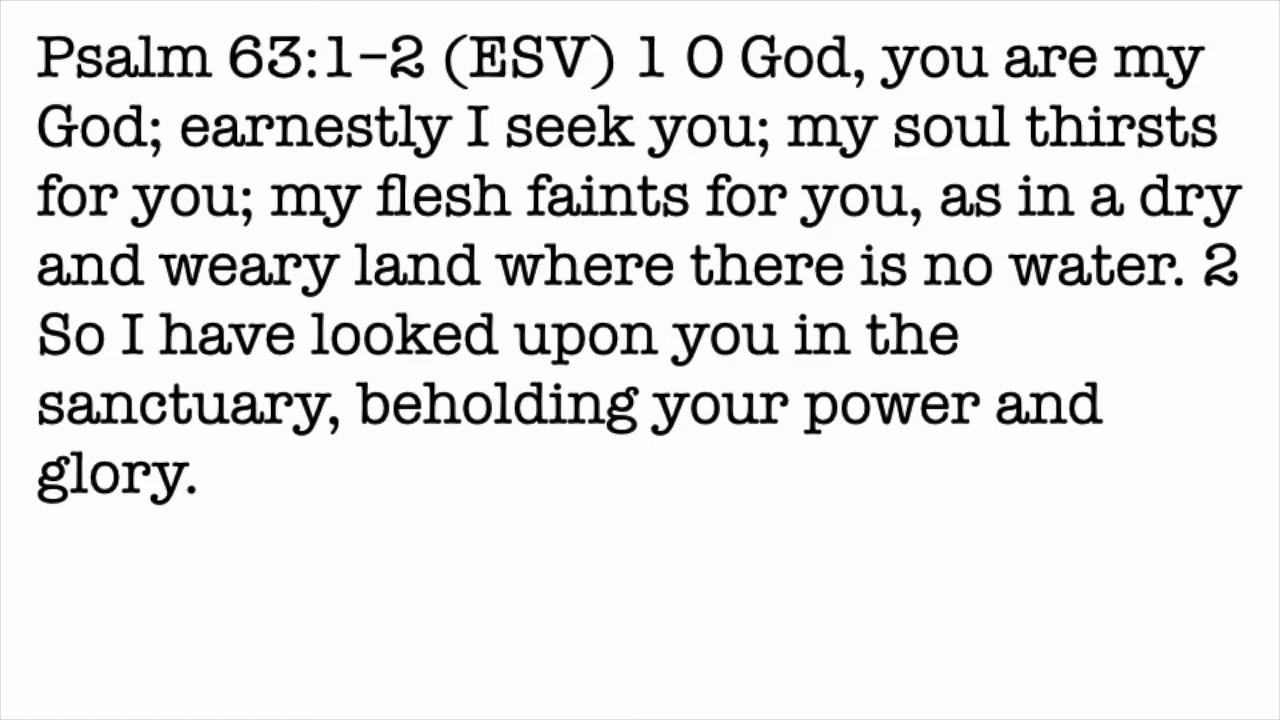 Psalm 63:1–2 (ESV) 1 O God, you are my
God; earnestly I seek you; my soul thirsts
for you; my flesh faints for you, as in a dry
and weary land where there is no water. 2
So I have looked upon you in the
sanctuary, beholding your power and
glory.